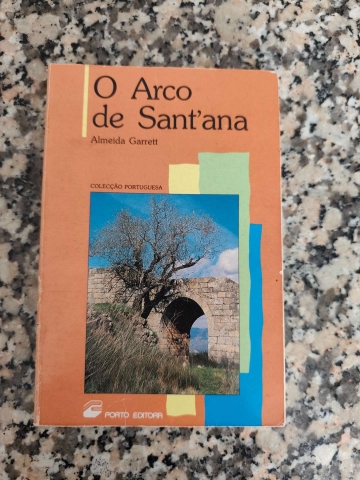 O Arco
de Sant'ana
Almeida Garrett
COLECÇÃO PORTUGUESA
PORTO EDITORA